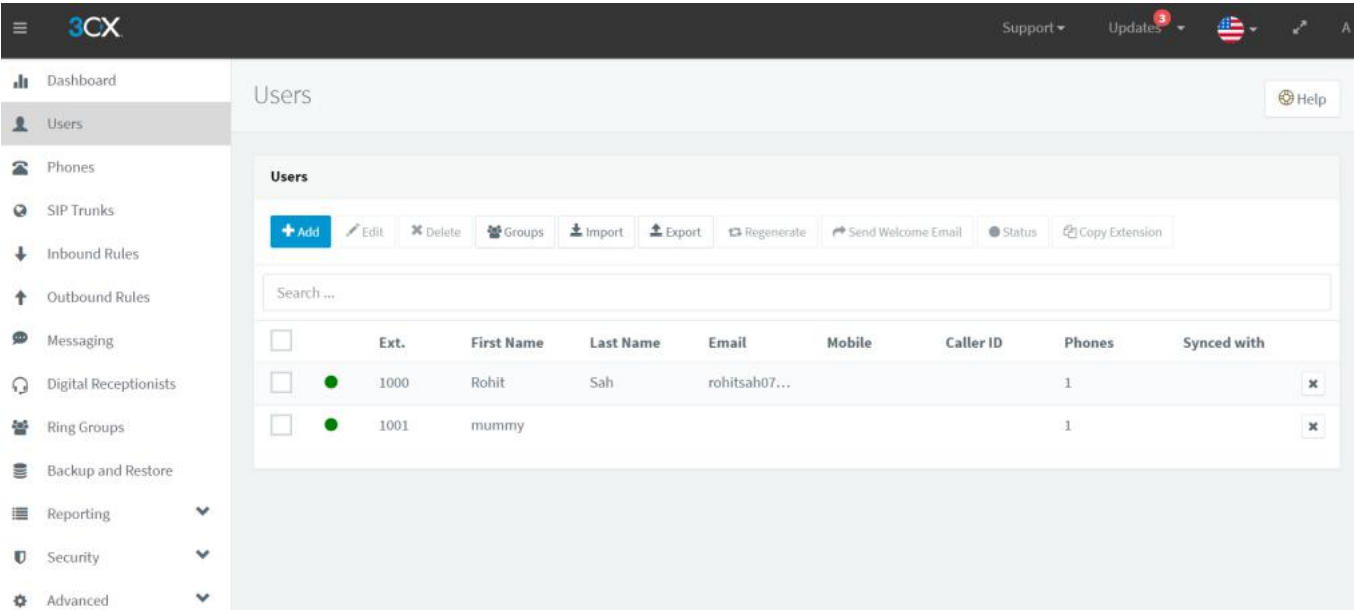 3CX
Support
Updates 3
A
Dashboard
Users
Phones
SIP Trunks
Inbound Rules
Outbound Rules
Messaging
Digital Receptionists
Ring Groups
Backup and Restore
Reporting
Security
Advanced
Users
Help
Users
Add Edit Delete Groups Import Export Regenerate Send Welcome Email Status Copy Extension
Search ...
Ext. First Name Last Name Email Mobile Caller ID Phones Synced with
1000 Rohit Sah rohitsah07... 1
1001 mummy 1